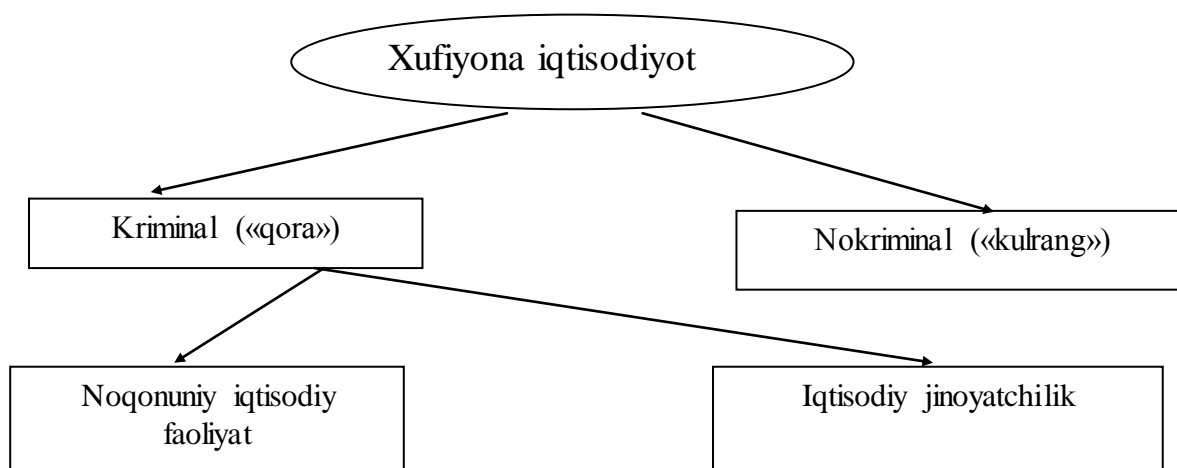 Xufiyona iqtisodiyot
Kriminal («qora»)
Nokriminal («kulrang»)
Noqonuniy iqtisodiy
faoliyat
Iqtisodiy jinoyatchilik